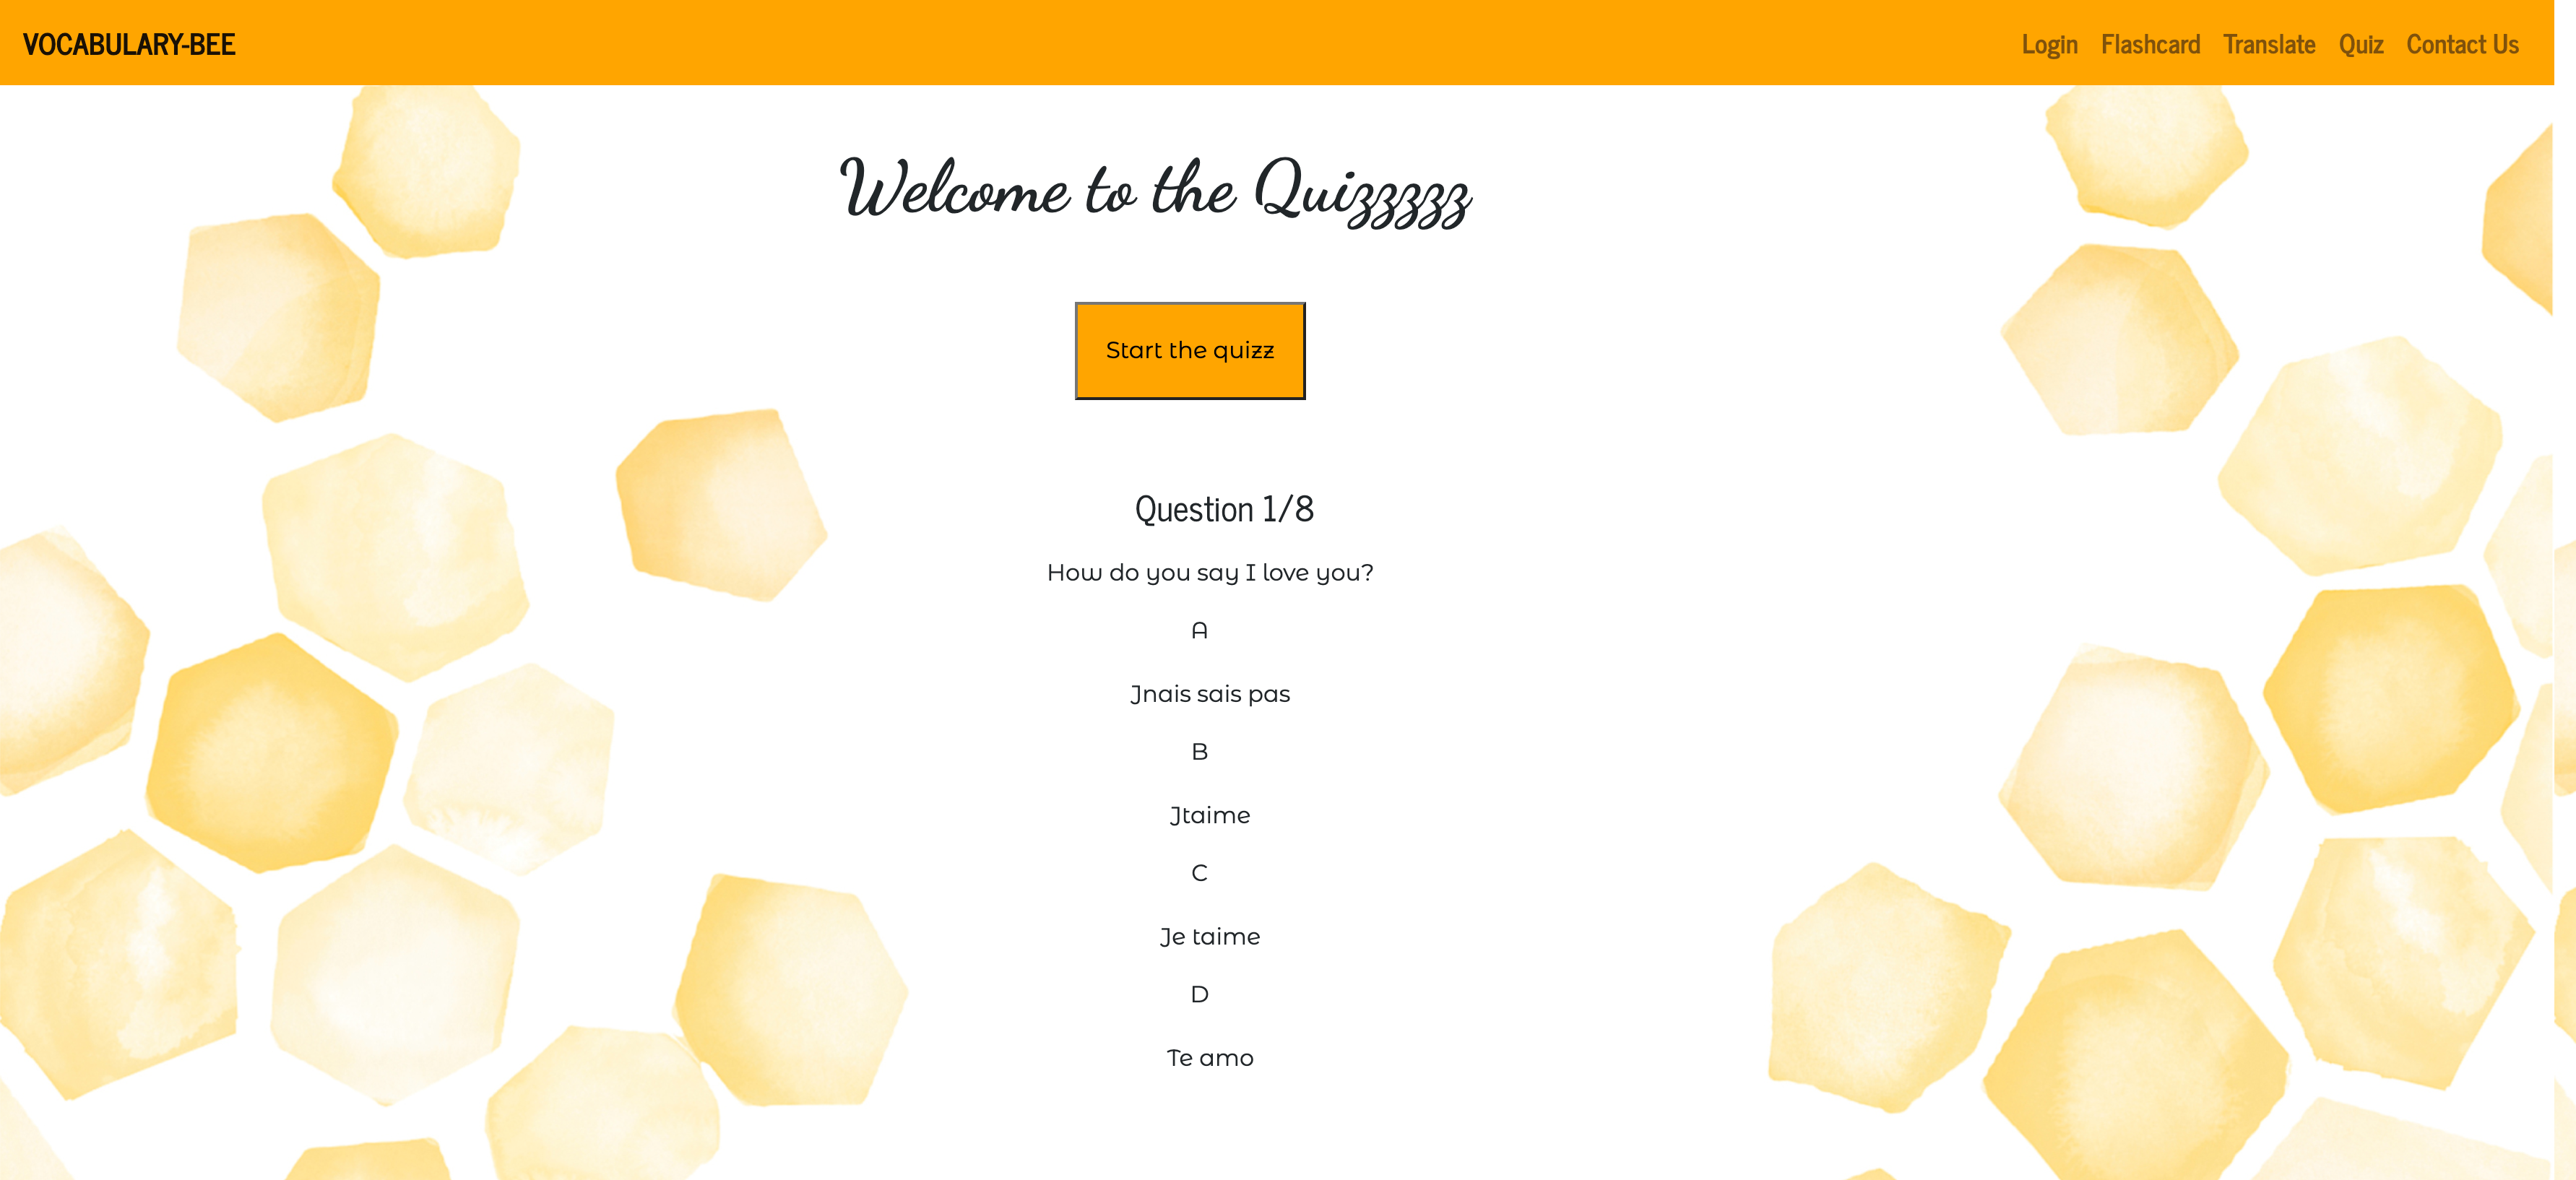 VOCABULARY-BEE Login Flashcard Translate Quiz Contact Us
Welcome to the Quizzzzz
Start the quizz
Question 1/8
How do you say I love you?
A
Jnais sais pas
B
Jtaime
C
Je taime
D
Te amo